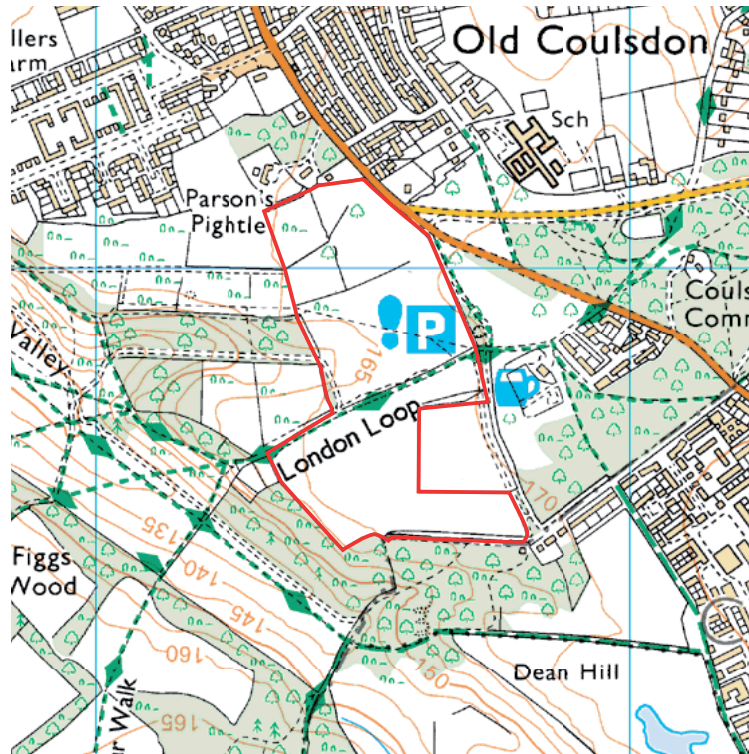 llers
arm
Old Coulsdon
Sch
Parson's
Pightle
Couls
Comm
Valley
P
165
London Loop
170
135
140
145
160
Figgs
Wood
150
Dean Hill
ur Walk
165